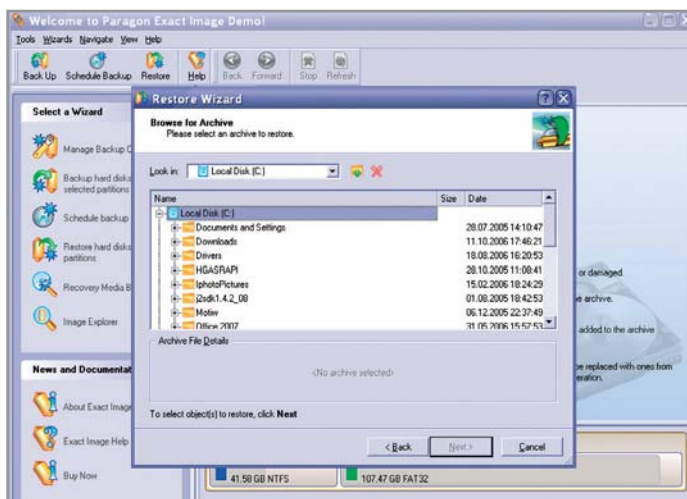 Welcome to Paragon Exact Image Demo!
Tools Wizards Navigate View Help
Back Up Schedule Backup Restore Help Back Forward Stop Refresh
Select a Wizard
Manage Backup
Backup hard disks
selected partitions
Schedule backup
Restore hard disks
partitions
Recovery Media B
Image Explorer
News and Documentat
About Exact Image
Exact Image Help
Buy Now
Restore Wizard
Browse for Archive
Please select an archive to restore.
Look in: Local Disk (C:)
Name Size Date
Local Disk (C:)
Documents and Settings 28.07.2005 14:10:47
Downloads 11.10.2006 17:46:21
Drivers 18.08.2006 16:20:53
HGASRAPI 28.10.2005 11:08:41
IphotoPictures 15.02.2006 18:24:29
j2sdk1.4.2_08 01.08.2005 18:42:53
Motiw 06.12.2005 22:37:49
Office 2007 31.05.2006 15:57:53
Archive File Details
<No archive selected>
To select object(s) to restore, click Next
< Back Next > Cancel
or damaged.
archive.
added to the archive
be replaced with ones from
41.58 GB NTFS 107.47 GB FAT32